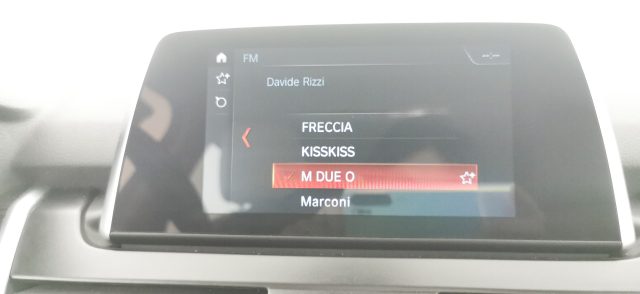 FM
--:--
Davide Rizzi
FRECCIA
KISSKISS
M DUE O
Marconi